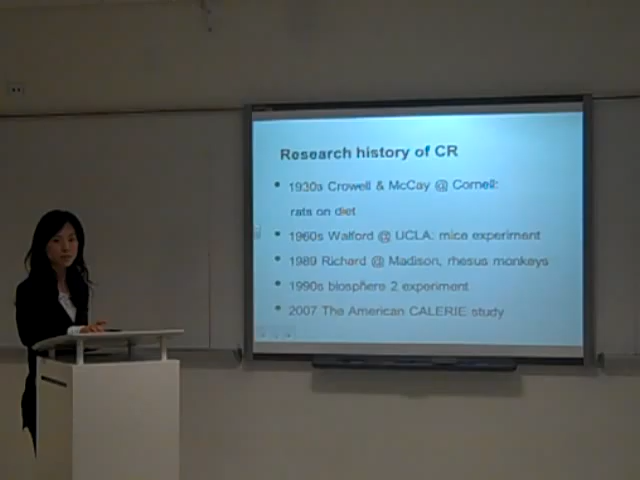 Research history of CR
• 1930s Crowell & McCay @ Cornell:
rats on diet
• 1960s Walford @ UCLA: mice experiment
• 1989 Richard @ Madison, rhesus monkeys
• 1990s biosphere 2 experiment
• 2007 The American CALERIE study